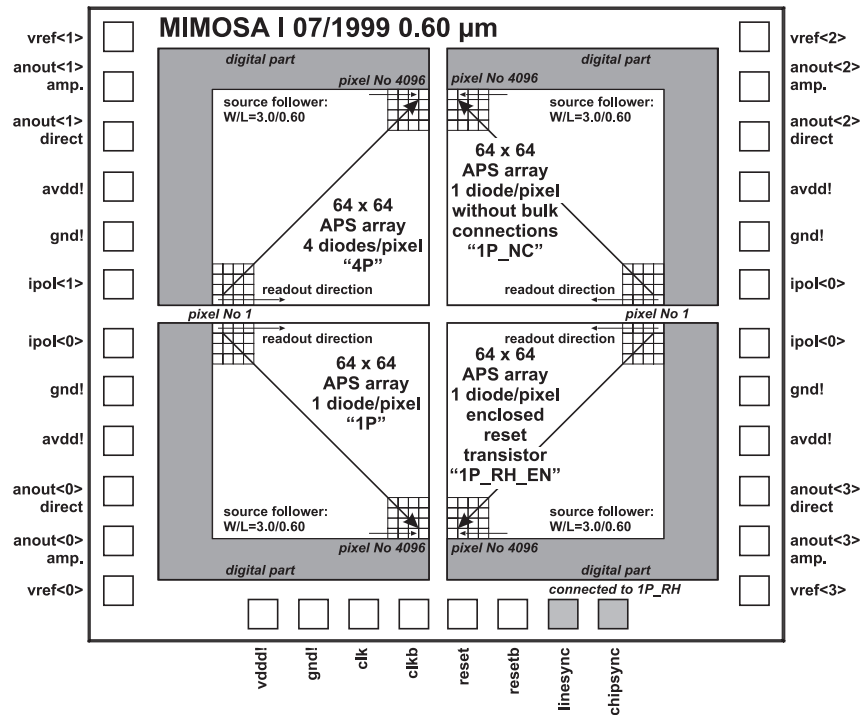 MIMOSA I 07/1999 0.60 µm
vref<1>
anout<1>
amp.
anout<1>
direct
avdd!
gnd!
ipol<1>
ipol<0>
gnd!
avdd!
anout<0>
direct
anout<0>
amp.
vref<0>
digital part
pixel No 4096
source follower:
W/L=3.0/0.60
64 x 64
APS array
4 diodes/pixel
“4P”
readout direction
pixel No 1
digital part
pixel No 4096
source follower:
W/L=3.0/0.60
64 x 64
APS array
1 diode/pixel
without bulk
connections
“1P_NC”
readout direction
pixel No 1
readout direction
64 x 64
APS array
1 diode/pixel
“1P”
source follower:
W/L=3.0/0.60
pixel No 4096
digital part
readout direction
64 x 64
APS array
1 diode/pixel
enclosed
reset
transistor
“1P_RH_EN”
source follower:
W/L=3.0/0.60
pixel No 4096
digital part
connected to 1P_RH
vref<2>
anout<2>
amp.
anout<2>
direct
avdd!
gnd!
ipol<0>
ipol<0>
gnd!
avdd!
anout<3>
direct
anout<3>
amp.
vref<3>
vddd!
gnd!
clk
clkb
reset
resetb
linesync
chipsync